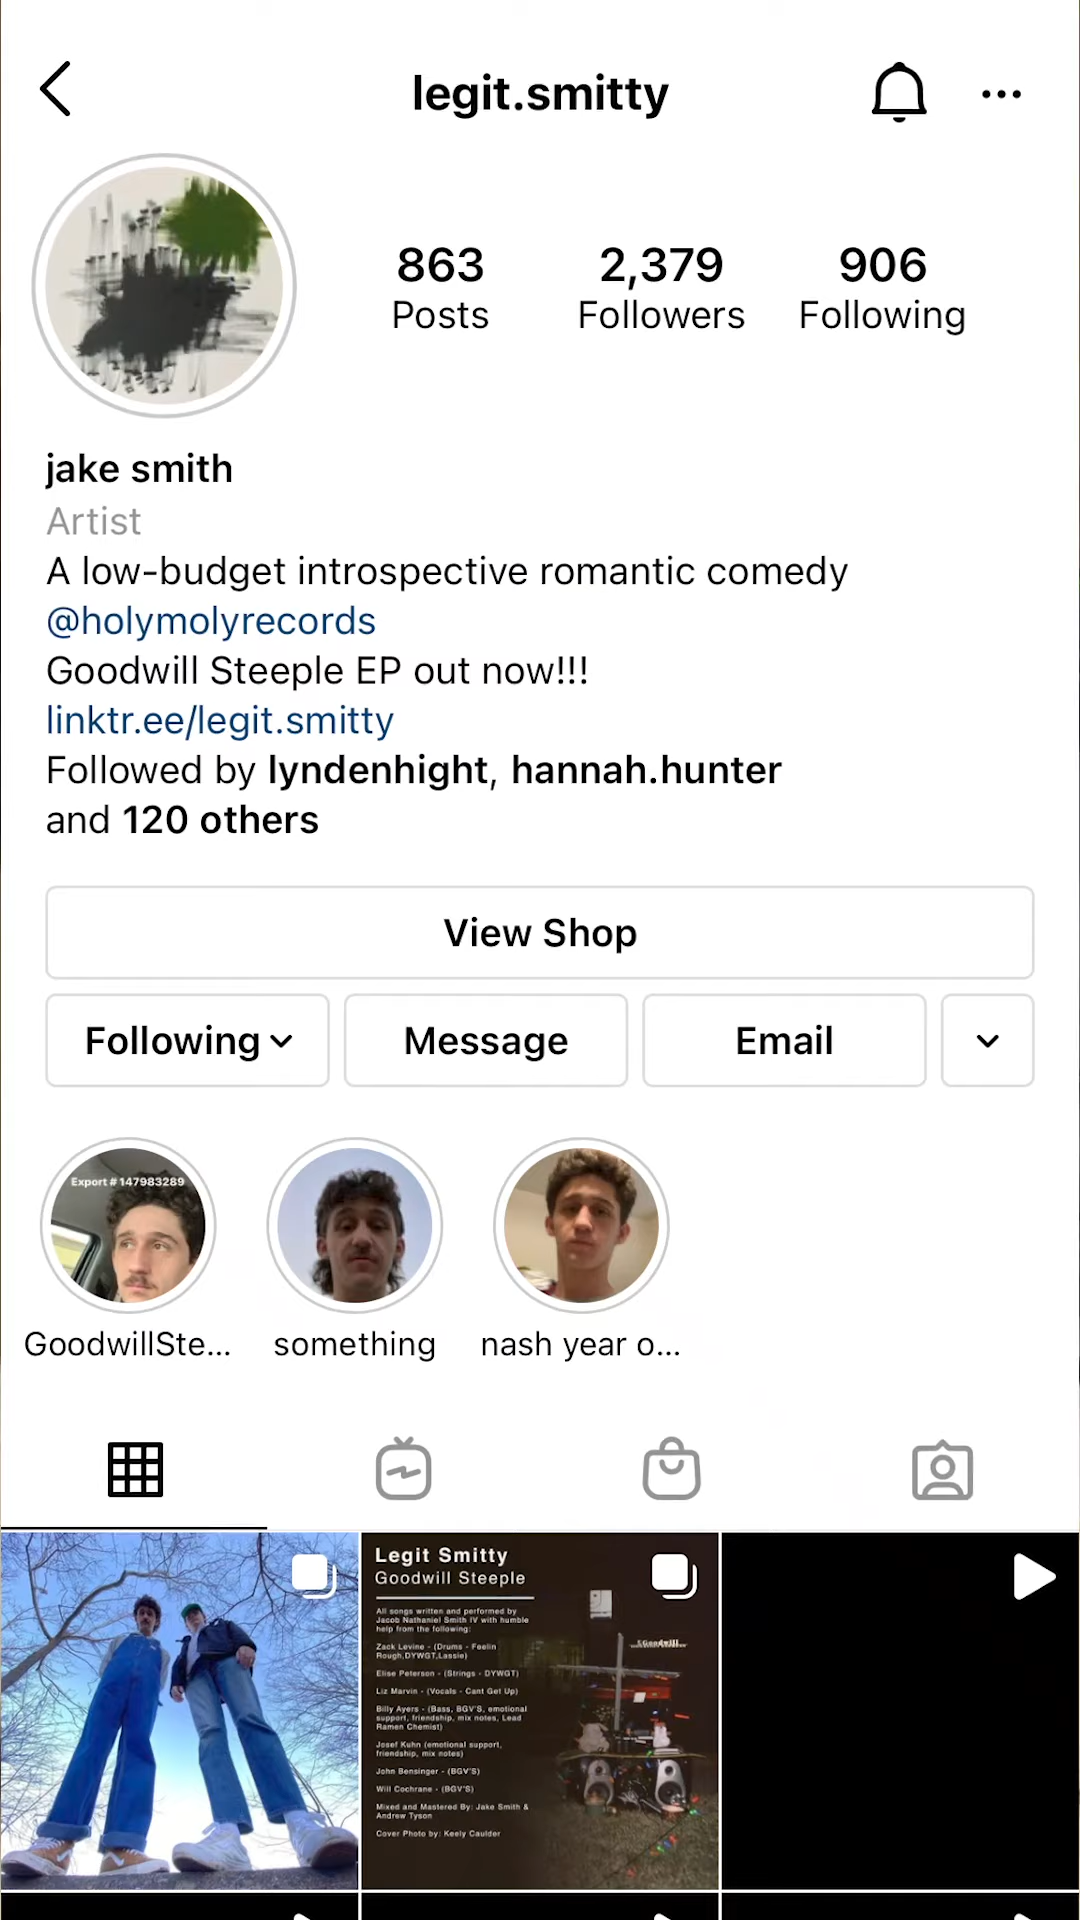 legit.smitty
863
Posts
2,379
Followers
906
Following
jake smith
Artist
A low-budget introspective romantic comedy
@holymolyrecords
Goodwill Steeple EP out now!!!
linktr.ee/legit.smitty
Followed by lyndenhight, hannah.hunter
and 120 others
View Shop
Following
Message
Email
Export # 147983289
GoodwillSte...
something
nash year o...
Legit Smitty
Goodwill Steeple
All songs written and performed by
Jacob Nathaniel Smith IV with humble
help from the following:
Zack Levine - (Drums - Feelin
Rough,DYWGT,Lassie)
Elise Peterson - (Strings - DYWGT)
Liz Marvin - (Vocals - Cant Get Up)
Billy Ayers - (Bass, BGV'S, emotional
support, friendship, mix notes, Lead
Ramen Chemist)
Josef Kuhn (emotional support,
friendship, mix notes)
John Bensinger - (BGV'S)
Will Cochrane - (BGV'S)
Mixed and Mastered By: Jake Smith &
Andrew Tyson
Cover Photo by: Keely Caulder